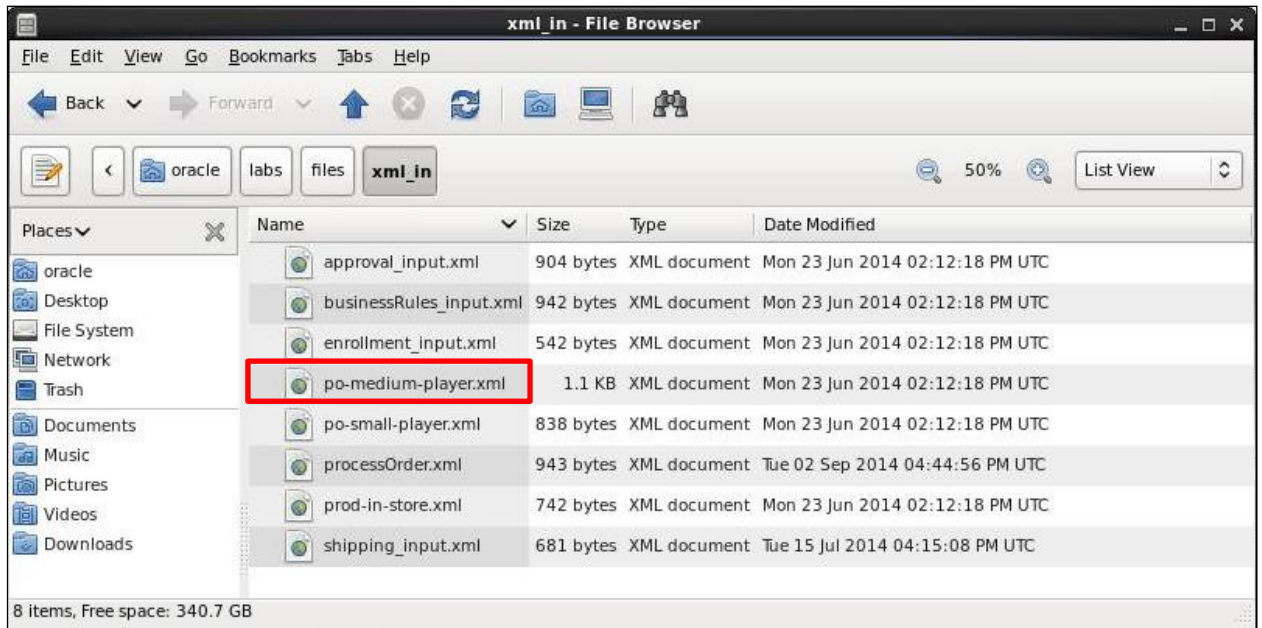 xml_in - File Browser
File Edit View Go Bookmarks Tabs Help
Back Forward
oracle labs files xml_in 50% List View
Places
oracle
Desktop
File System
Network
Trash
Documents
Music
Pictures
Videos
Downloads
Name Size Type Date Modified
approval_input.xml 904 bytes XML document Mon 23 Jun 2014 02:12:18 PM UTC
businessRules_input.xml 942 bytes XML document Mon 23 Jun 2014 02:12:18 PM UTC
enrollment_input.xml 542 bytes XML document Mon 23 Jun 2014 02:12:18 PM UTC
po-medium-player.xml 1.1 KB XML document Mon 23 Jun 2014 02:12:18 PM UTC
po-small-player.xml 838 bytes XML document Mon 23 Jun 2014 02:12:18 PM UTC
processOrder.xml 943 bytes XML document Tue 02 Sep 2014 04:44:56 PM UTC
prod-in-store.xml 742 bytes XML document Mon 23 Jun 2014 02:12:18 PM UTC
shipping_input.xml 681 bytes XML document Tue 15 Jul 2014 04:15:08 PM UTC
8 items, Free space: 340.7 GB